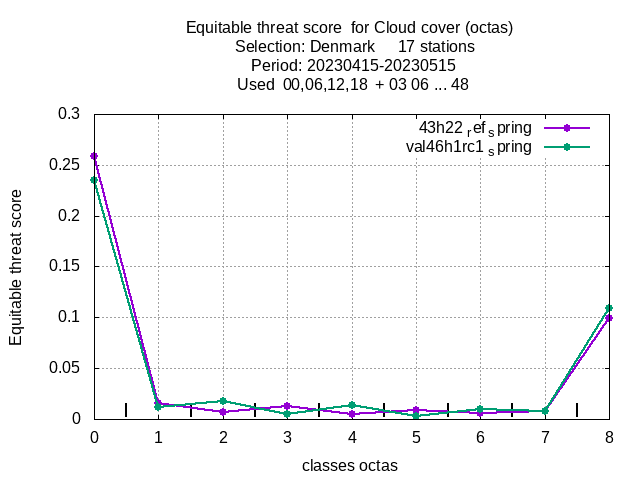 Equitable threat score  for Cloud cover (octas)
Selection: Denmark     17 stations
Period: 20230415-20230515
Used  00,06,12,18  + 03 06 ... 48
43h22 ref spring
val46h1rc1 spring
0.3
0.25
0.2
0.15
0.1
0.05
0
Equitable threat score
0 1 2 3 4 5 6 7 8
classes octas